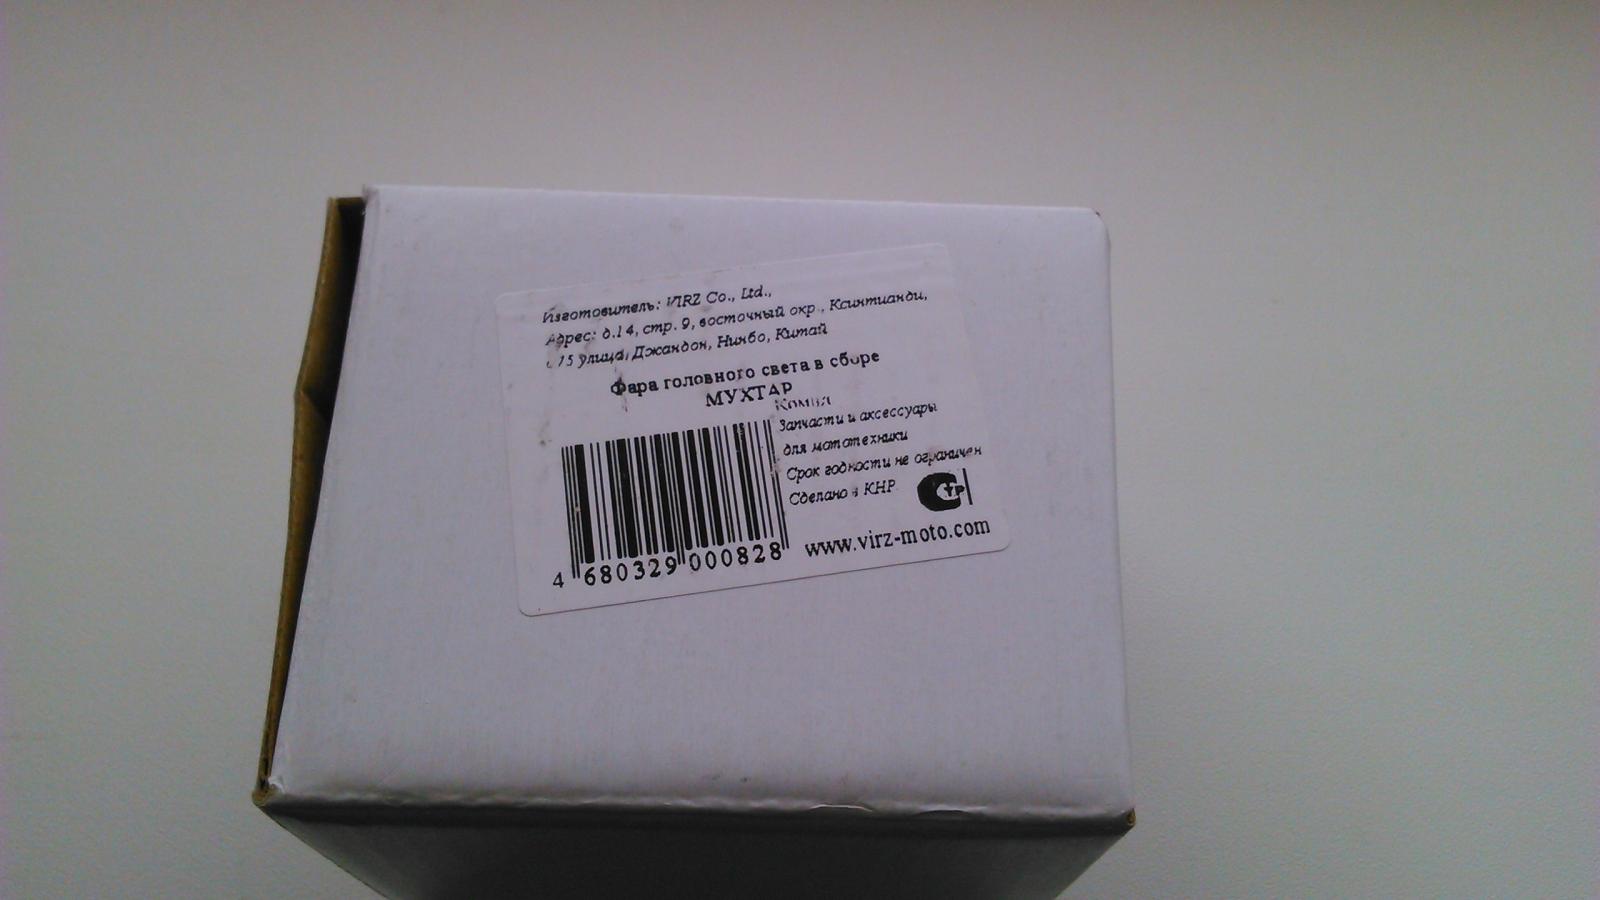 Изготовитель: VIRZ Co., Ltd.,
Адрес: д.14, стр. 9, восточный окр., Ксинтианди,
15 улица, Джандон, Нинбо, Китай
Фара головного света в сборе
МУХТАР
Запчасти и аксессуары
для мототехники
Срок годности не ограничен
Сделано в КНР
www.virz-moto.com
4 680329 000828